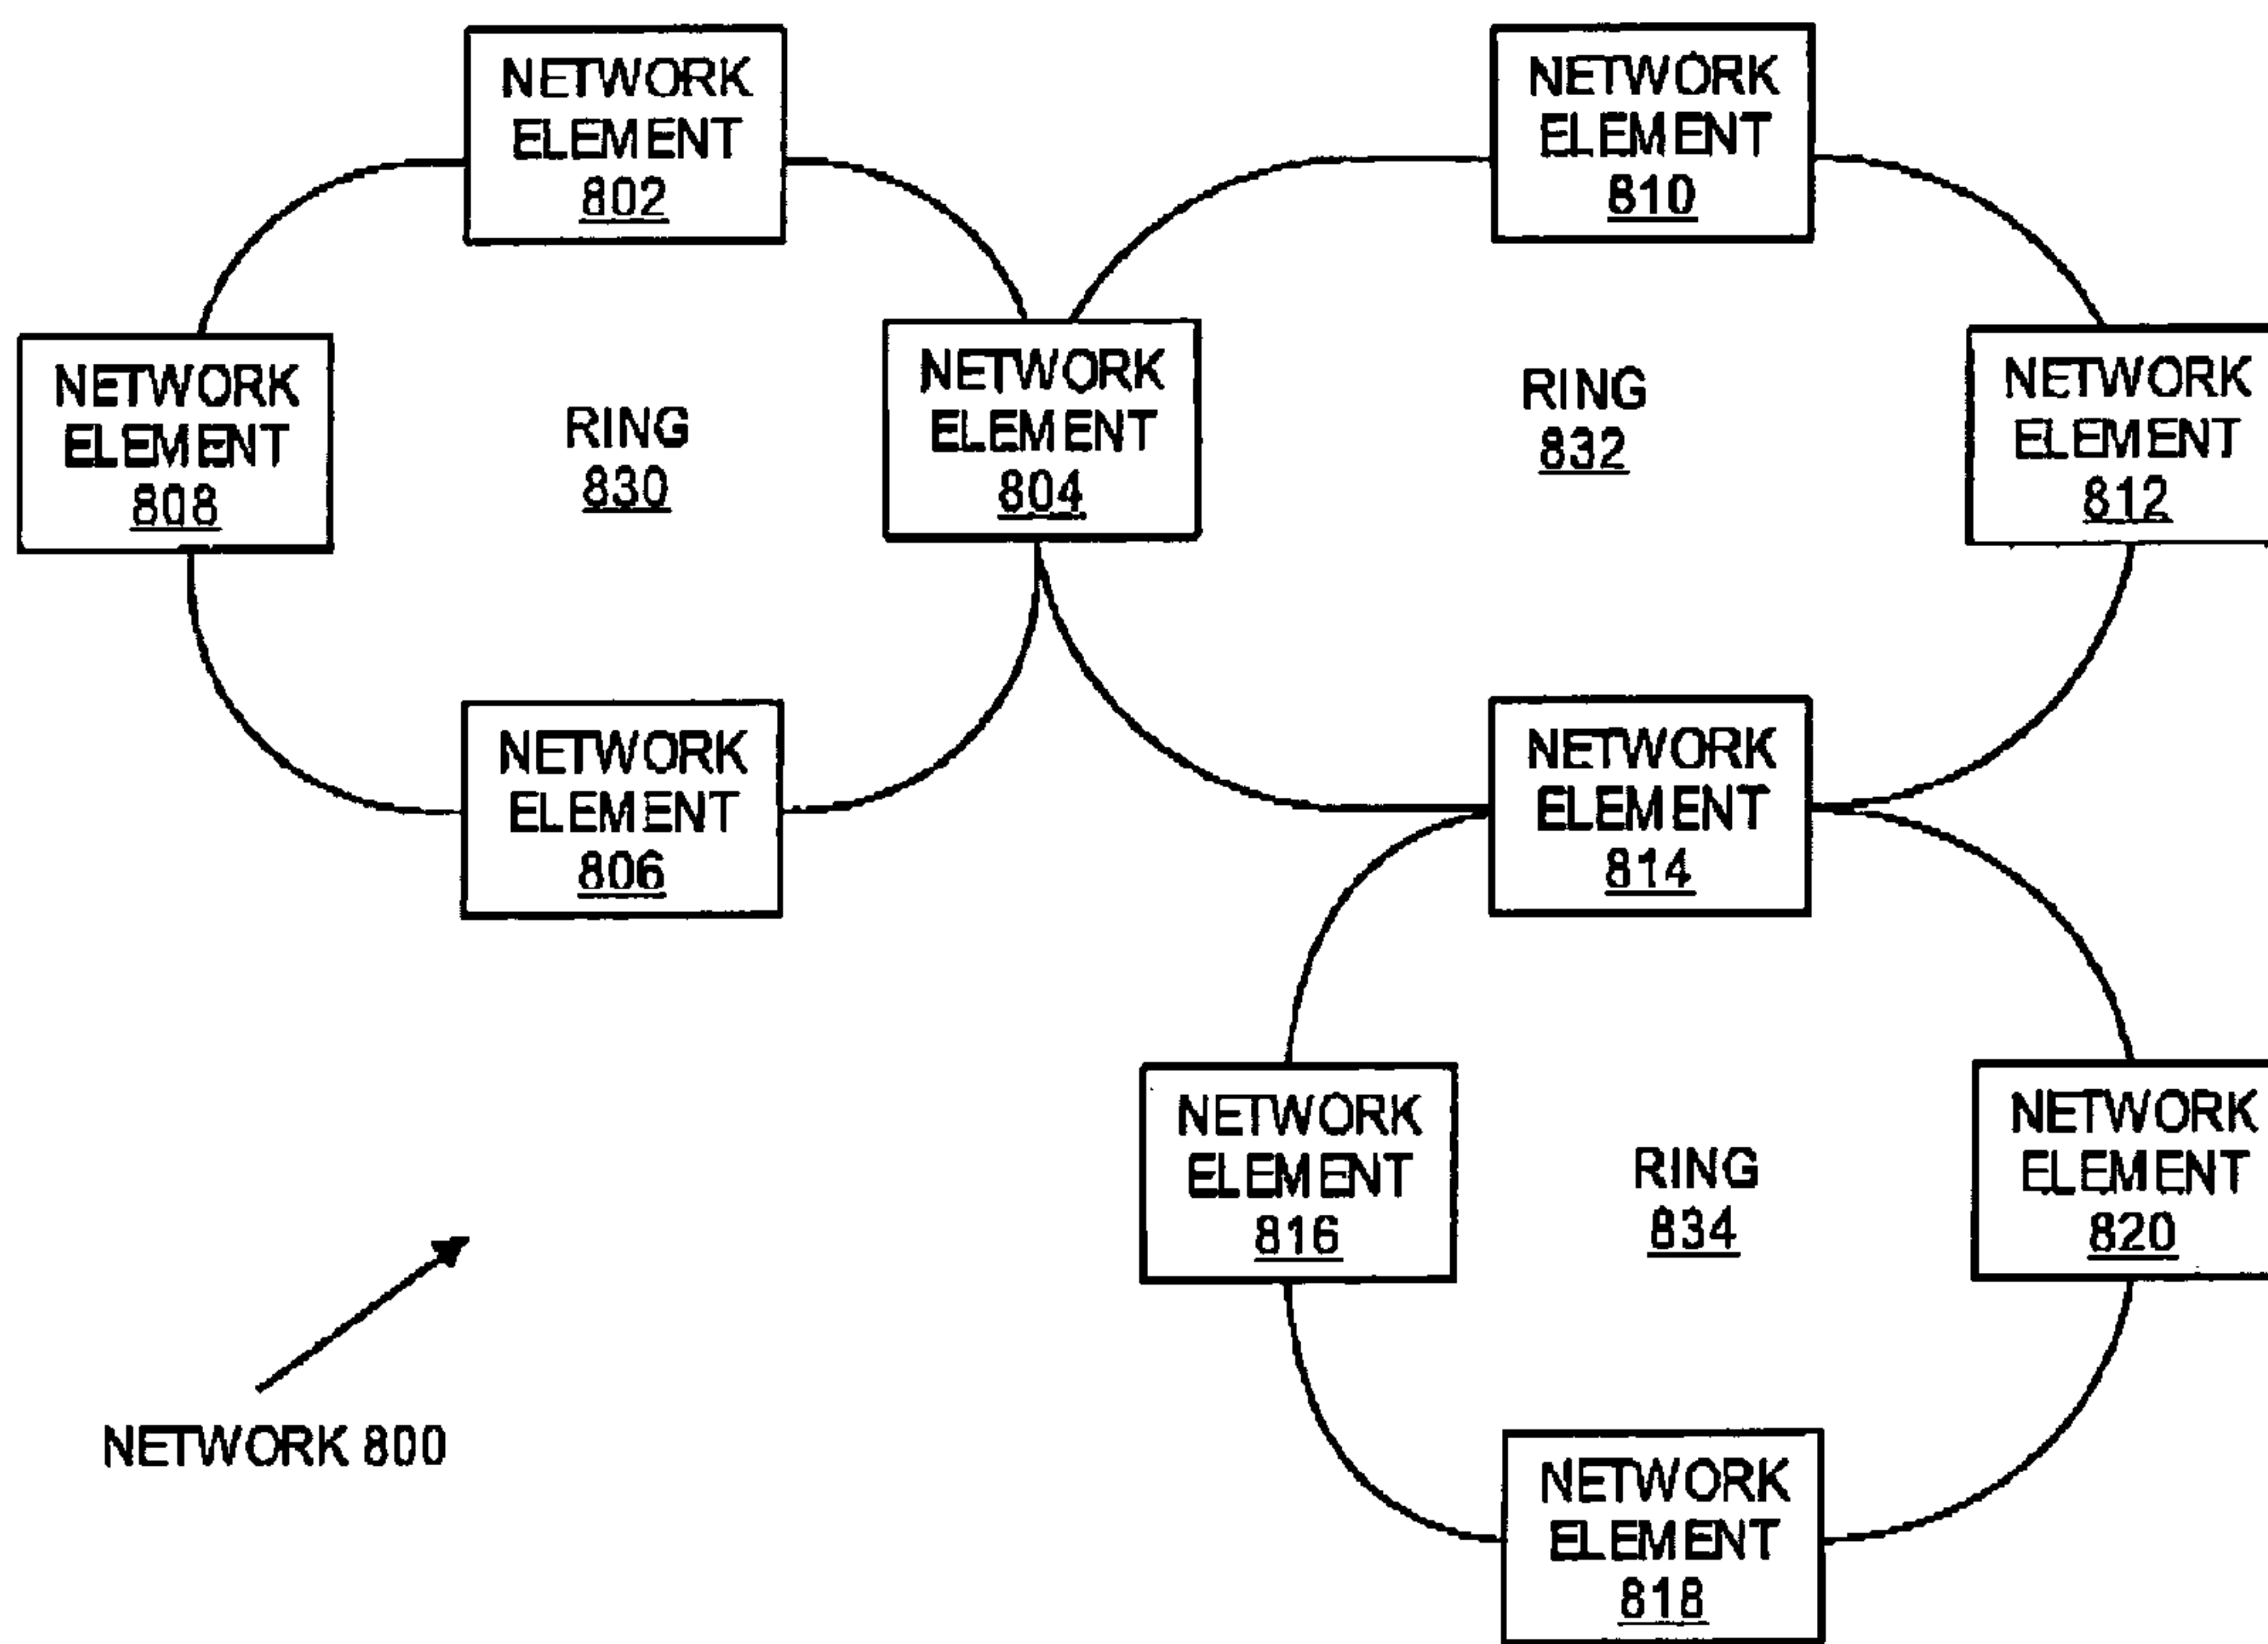 NETWORK
ELEMENT
802
NETWORK
ELEMENT
810
NETWORK
ELEMENT
808
RING
830
NETWORK
ELEMENT
804
RING
832
NETWORK
ELEMENT
812
NETWORK
ELEMENT
806
NETWORK
ELEMENT
814
NETWORK
ELEMENT
816
RING
834
NETWORK
ELEMENT
820
NETWORK 800
NETWORK
ELEMENT
818